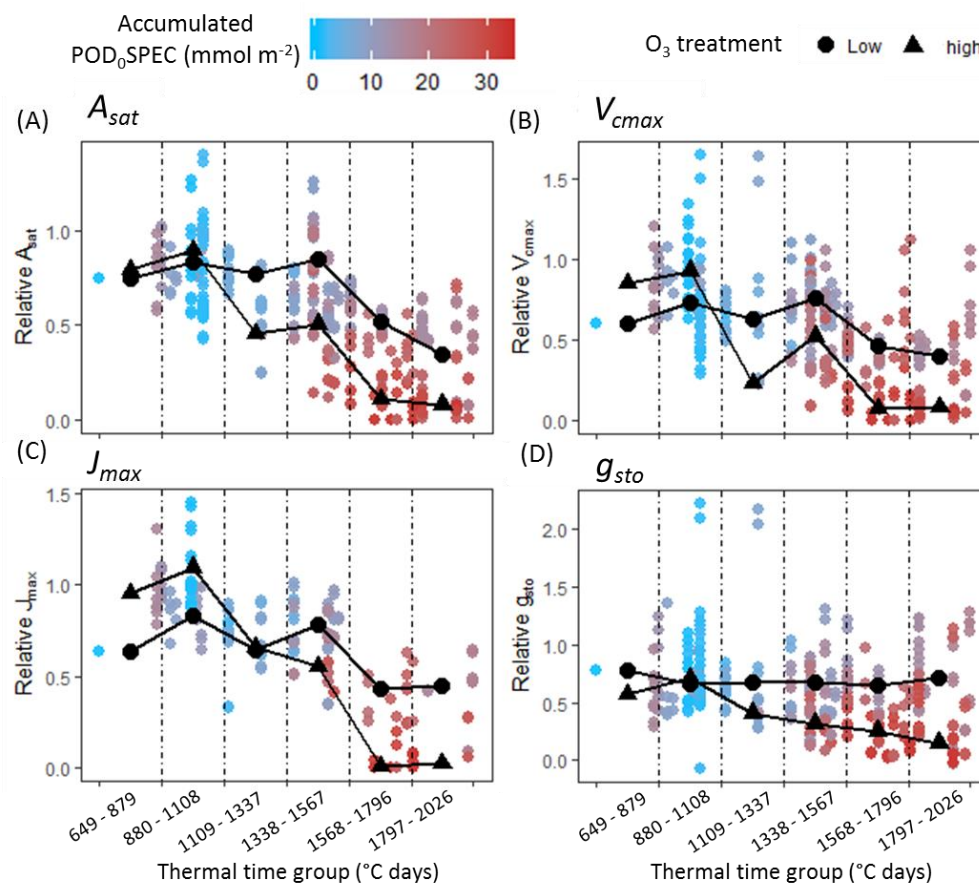 Accumulated
POD₀SPEC (mmol m⁻²)
0 10 20 30
O₃ treatment Low high
(A) Asat
(B) Vcmax
Relative Asat
1.0
0.5
0.0
Relative Vcmax
1.5
1.0
0.5
0.0
(C) Jmax
(D) gsto
Relative Jmax
1.5
1.0
0.5
0.0
Relative gsto
2.0
1.5
1.0
0.5
0.0
649 - 879
880 - 1108
1109 - 1337
1338 - 1567
1568 - 1796
1797 - 2026
649 - 879
880 - 1108
1109 - 1337
1338 - 1567
1568 - 1796
1797 - 2026
Thermal time group (°C days)
Thermal time group (°C days)